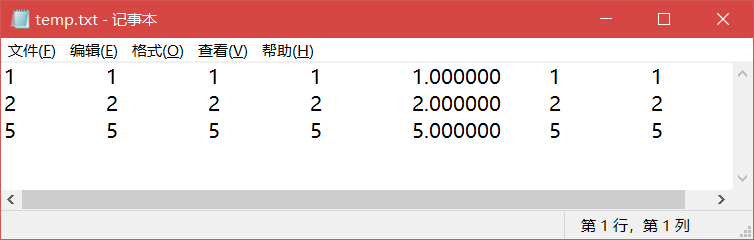 temp.txt - 记事本
文件(F) 编辑(E) 格式(O) 查看(V) 帮助(H)
1 1 1 1 1.000000 1 1
2 2 2 2 2.000000 2 2
5 5 5 5 5.000000 5 5
第 1 行，第 1 列